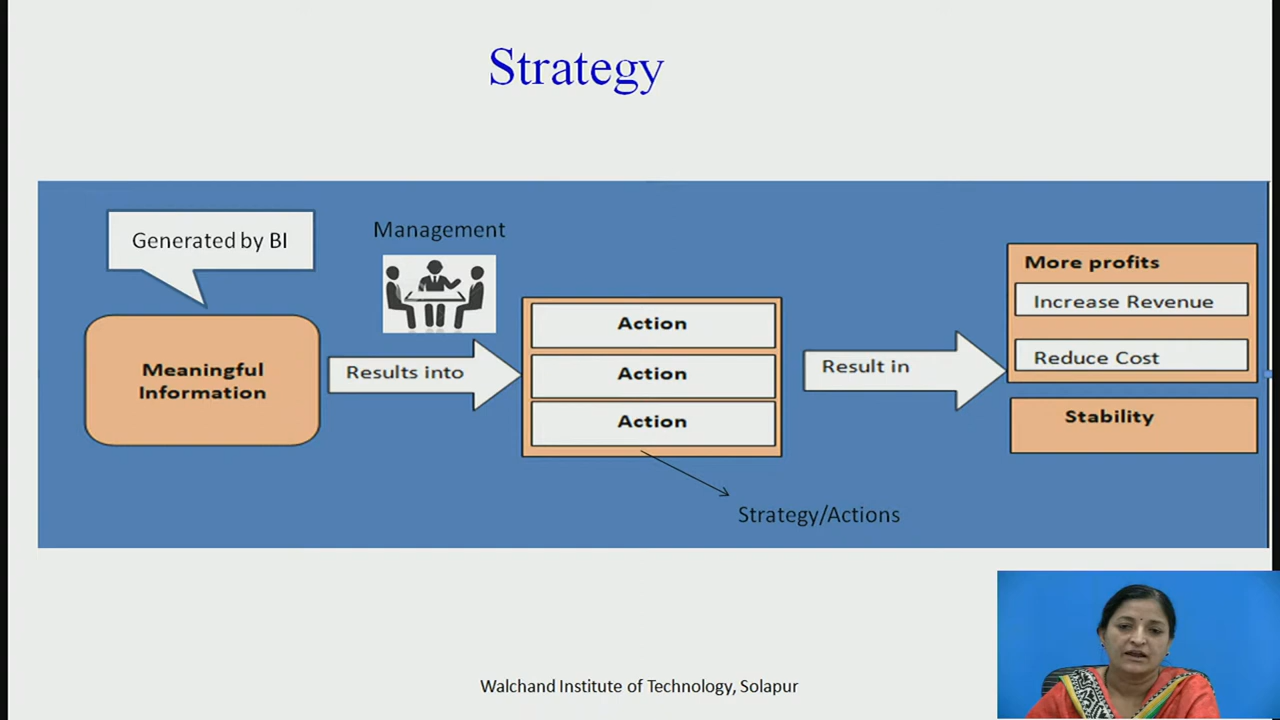 Strategy
Generated by BI
Management
Meaningful
Information
Results into
Action
Action
Action
Result in
More profits
Increase Revenue
Reduce Cost
Stability
Strategy/Actions
Walchand Institute of Technology, Solapur